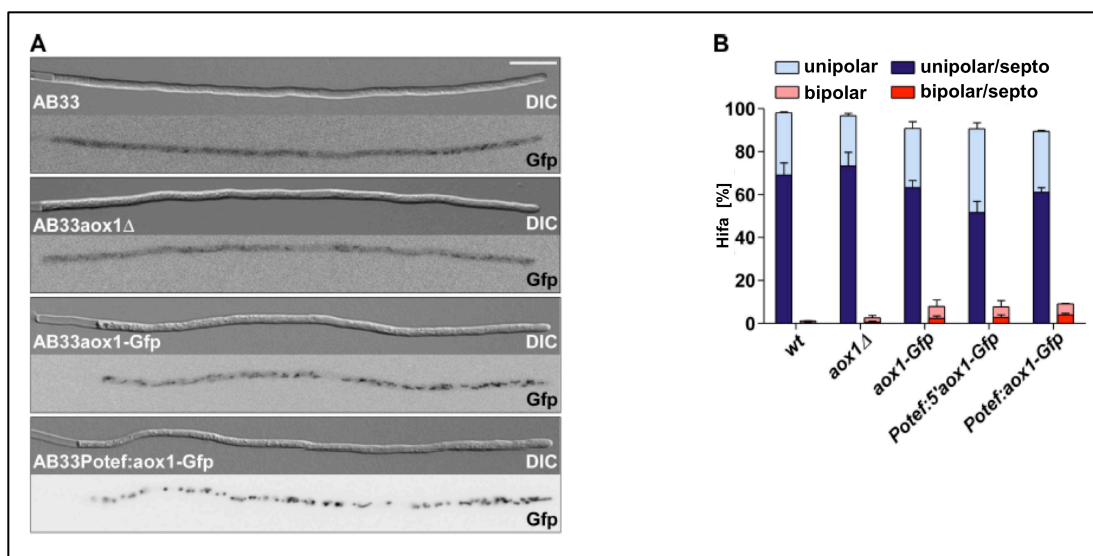 A
AB33
DIC
Gfp
AB33aox1Δ
DIC
Gfp
AB33aox1-Gfp
DIC
Gfp
AB33Potef:aox1-Gfp
DIC
Gfp
B
unipolar unipolar/septo
bipolar bipolar/septo
Hifa [%]
100
80
60
40
20
0
wt
aox1Δ
aox1-Gfp
Potef:5'aox1-Gfp
Potef:aox1-Gfp